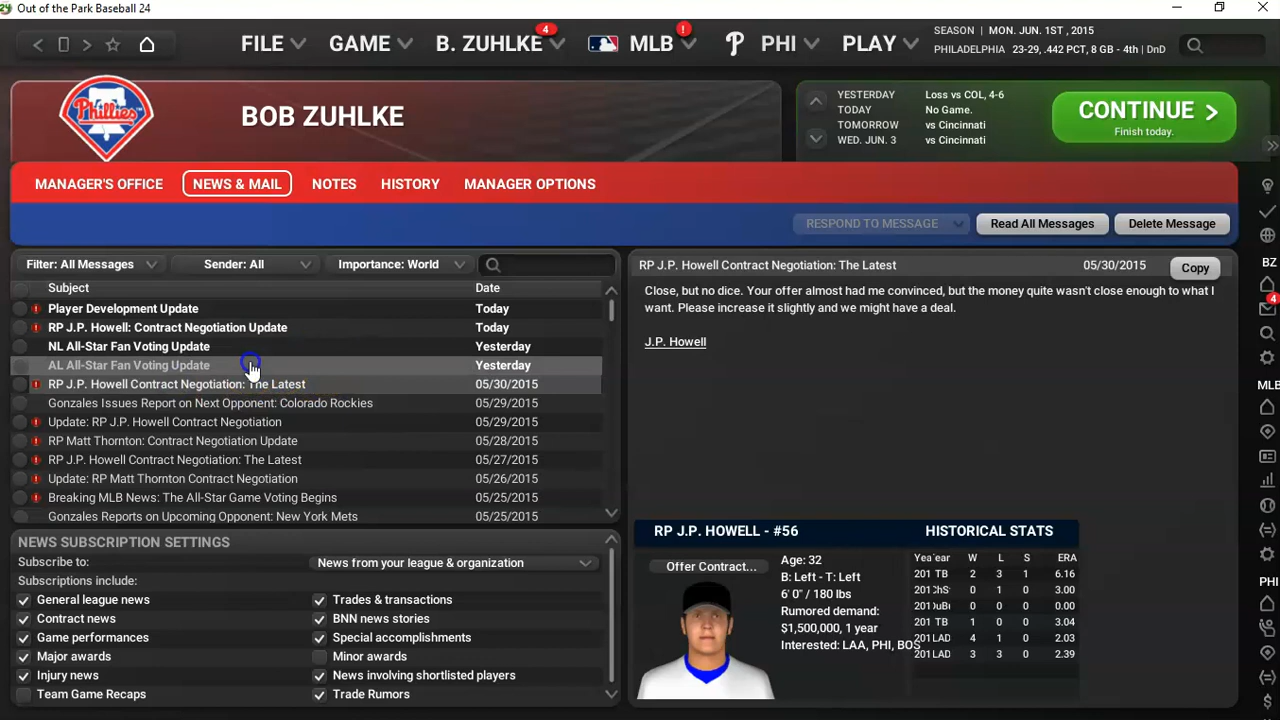 Out of the Park Baseball 24
FILE GAME B. ZUHLKE 4 MLB ! PHI PLAY
SEASON | MON. JUN. 1ST , 2015
PHILADELPHIA 23-29, .442 PCT, 8 GB - 4th | DnD
BOB ZUHLKE
YESTERDAY Loss vs COL, 4-6
TODAY No Game.
TOMORROW vs Cincinnati
WED. JUN. 3 vs Cincinnati
CONTINUE
Finish today.
MANAGER'S OFFICE NEWS & MAIL NOTES HISTORY MANAGER OPTIONS
RESPOND TO MESSAGE Read All Messages Delete Message
Filter: All Messages Sender: All Importance: World
Subject Date
Player Development Update Today
RP J.P. Howell: Contract Negotiation Update Today
NL All-Star Fan Voting Update Yesterday
AL All-Star Fan Voting Update Yesterday
RP J.P. Howell Contract Negotiation: The Latest 05/30/2015
Gonzales Issues Report on Next Opponent: Colorado Rockies 05/29/2015
Update: RP J.P. Howell Contract Negotiation 05/29/2015
RP Matt Thornton: Contract Negotiation Update 05/28/2015
RP J.P. Howell Contract Negotiation: The Latest 05/27/2015
Update: RP Matt Thornton Contract Negotiation 05/26/2015
Breaking MLB News: The All-Star Game Voting Begins 05/25/2015
Gonzales Reports on Upcoming Opponent: New York Mets 05/25/2015
RP J.P. Howell Contract Negotiation: The Latest 05/30/2015 Copy
Close, but no dice. Your offer almost had me convinced, but the money quite wasn't close enough to what I
want. Please increase it slightly and we might have a deal.
J.P. Howell
NEWS SUBSCRIPTION SETTINGS
Subscribe to: News from your league & organization
Subscriptions include:
General league news Trades & transactions
Contract news BNN news stories
Game performances Special accomplishments
Major awards Minor awards
Injury news News involving shortlisted players
Team Game Recaps Trade Rumors
RP J.P. HOWELL - #56 HISTORICAL STATS
Offer Contract...
Age: 32
B: Left - T: Left
6' 0" / 180 lbs
Rumored demand:
$1,500,000, 1 year
Interested: LAA, PHI, BOS
W L S ERA
201 TB 2 3 1 6.16
0 1 0 3.00
0 0 0 0.00
201 TB 1 0 0 3.04
201 LAD 4 1 0 2.03
201 LAD 3 3 0 2.39
BZ
4
MLB
PHI